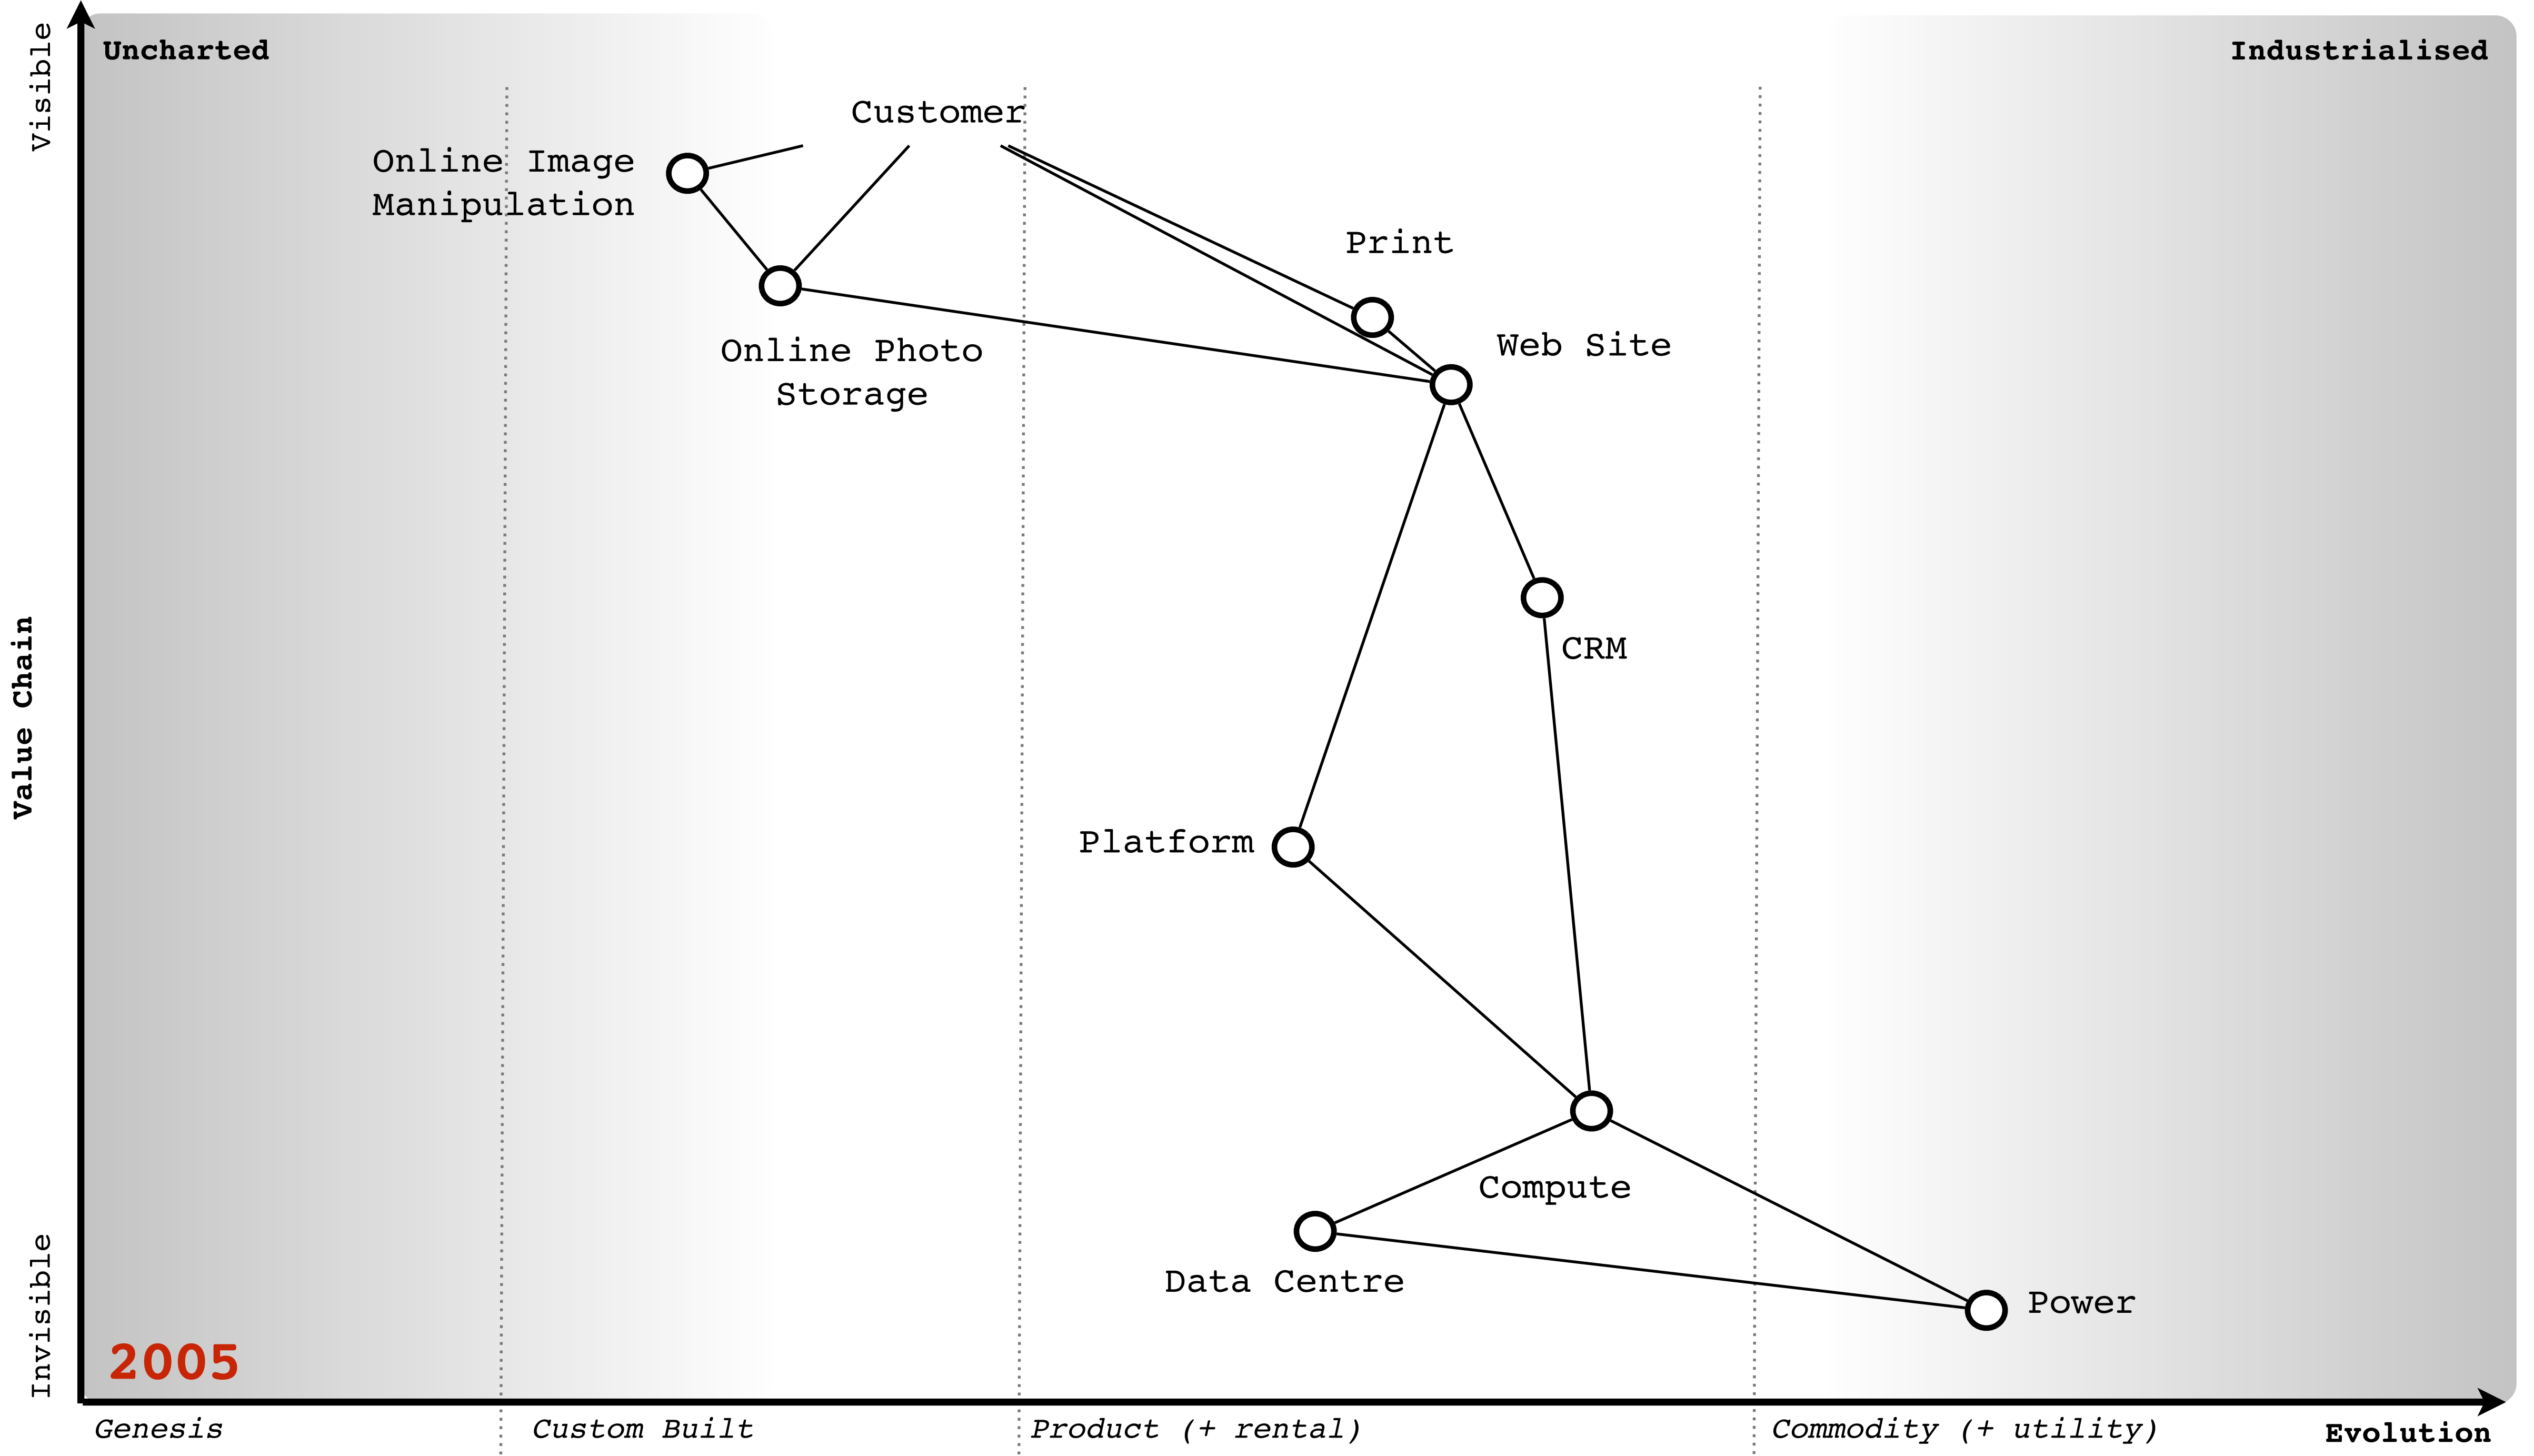 Uncharted
Industrialised
Visible
Customer
Online Image
Manipulation
Print
Web Site
Online Photo
Storage
CRM
Value Chain
Platform
Compute
Data Centre
Power
Invisible
2005
Genesis
Custom Built
Product (+ rental)
Commodity (+ utility)
Evolution